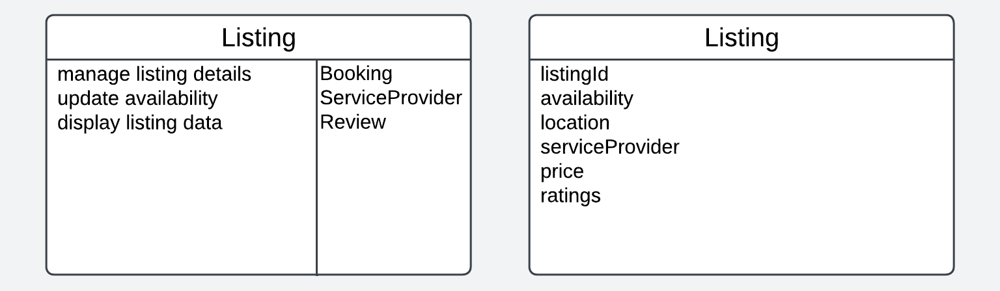 Listing
manage listing details
update availability
display listing data
Booking
ServiceProvider
Review
Listing
listingId
availability
location
serviceProvider
price
ratings